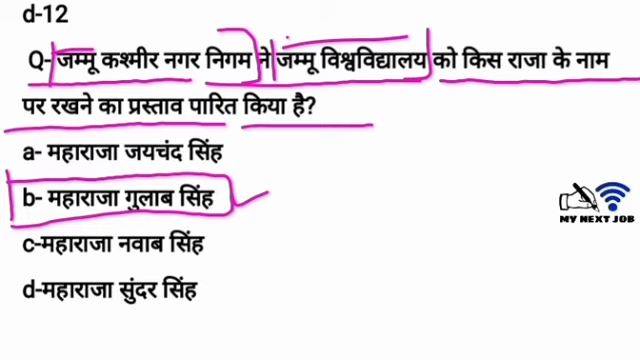 d-12
Q- जम्मू कश्मीर नगर निगम ने जम्मू विश्वविद्यालय को किस राजा के नाम
पर रखने का प्रस्ताव पारित किया है?
a- महाराजा जयचंद सिंह
b- महाराजा गुलाब सिंह
c-महाराजा नवाब सिंह
d-महाराजा सुंदर सिंह
MY NEXT JOB